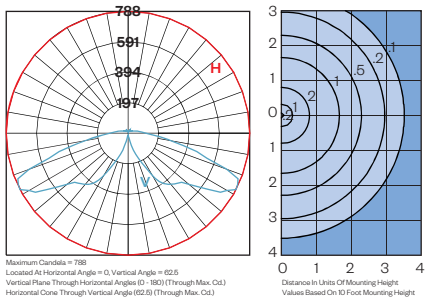 788
591
394
197
H
V
Maximum Candela = 788
Located At Horizontal Angle = 0, Vertical Angle = 62.5
Vertical Plane Through Horizontal Angles (0 - 180) (Through Max. Cd.)
Horizontal Cone Through Vertical Angle (62.5) (Through Max. Cd.)
3
2
1
0
1
2
3
4
.1
.2
.5
1
2
1
2
0 1 2 3 4
Distance In Units Of Mounting Height
Values Based On 10 Foot Mounting Height